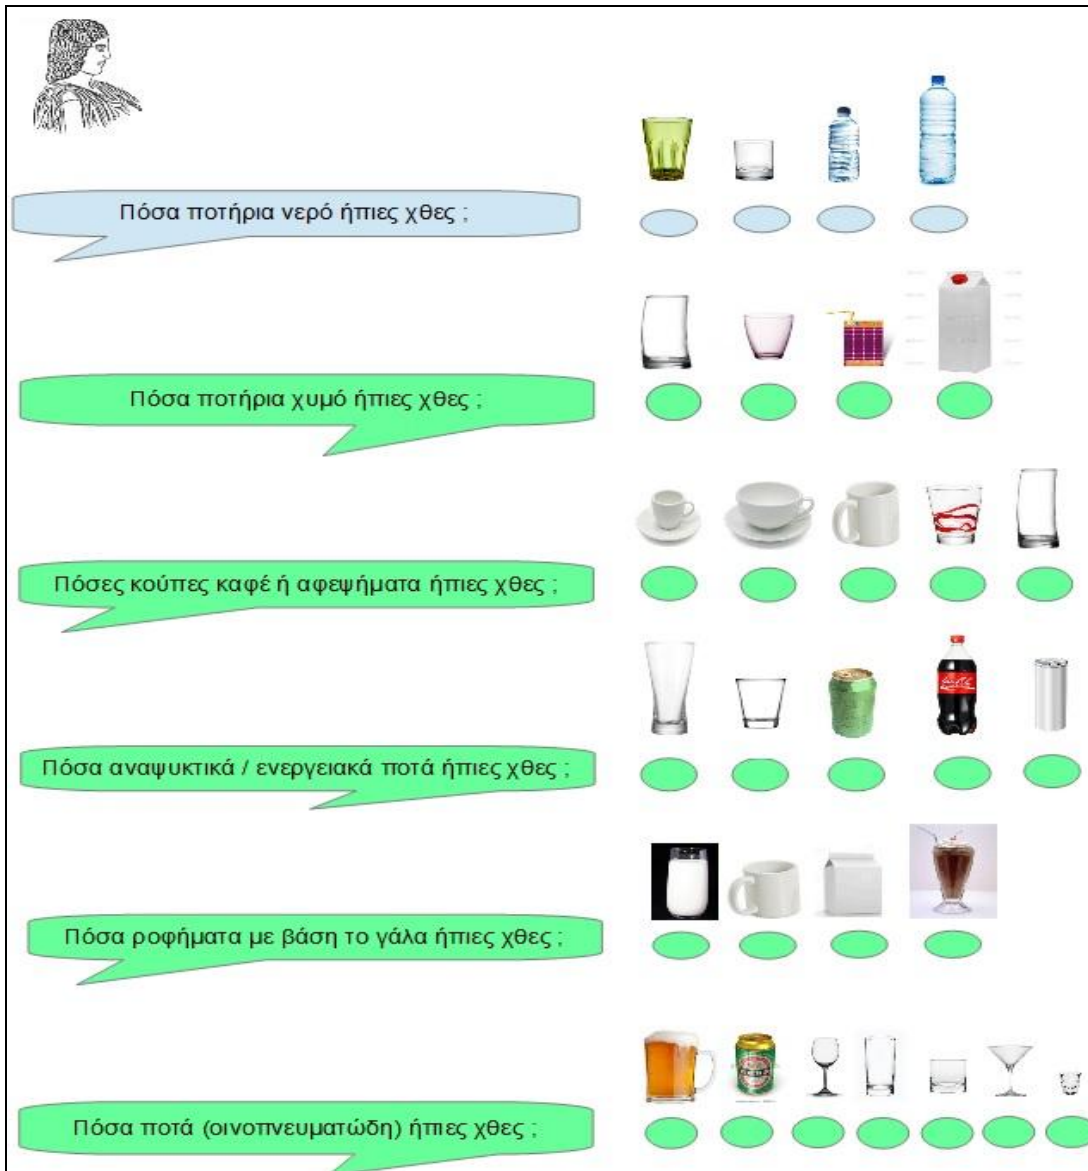 Πόσα ποτήρια νερό ήπιες χθες ;
Πόσα ποτήρια χυμό ήπιες χθες ;
Πόσες κούπες καφέ ή αφεψήματα ήπιες χθες ;
Πόσα αναψυκτικά / ενεργειακά ποτά ήπιες χθες ;
Πόσα ροφήματα με βάση το γάλα ήπιες χθες ;
Πόσα ποτά (οινοπνευματώδη) ήπιες χθες ;